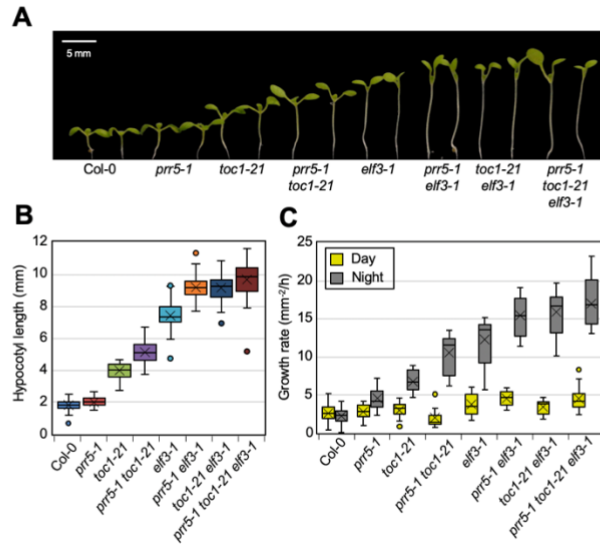 A
5 mm
Col-0 prr5-1 toc1-21 prr5-1 toc1-21 elf3-1 prr5-1 elf3-1 toc1-21 elf3-1 prr5-1 toc1-21 elf3-1
B
Hypocotyl length (mm)
12
10
8
6
4
2
0
Col-0
prr5-1
toc1-21
prr5-1 toc1-21
elf3-1
prr5-1 elf3-1
toc1-21 elf3-1
prr5-1 toc1-21 elf3-1
C
Growth rate (mm⁻²/h)
25
20
15
10
5
0
Day
Night
Col-0
prr5-1
toc1-21
prr5-1 toc1-21
elf3-1
prr5-1 elf3-1
toc1-21 elf3-1
prr5-1 toc1-21 elf3-1